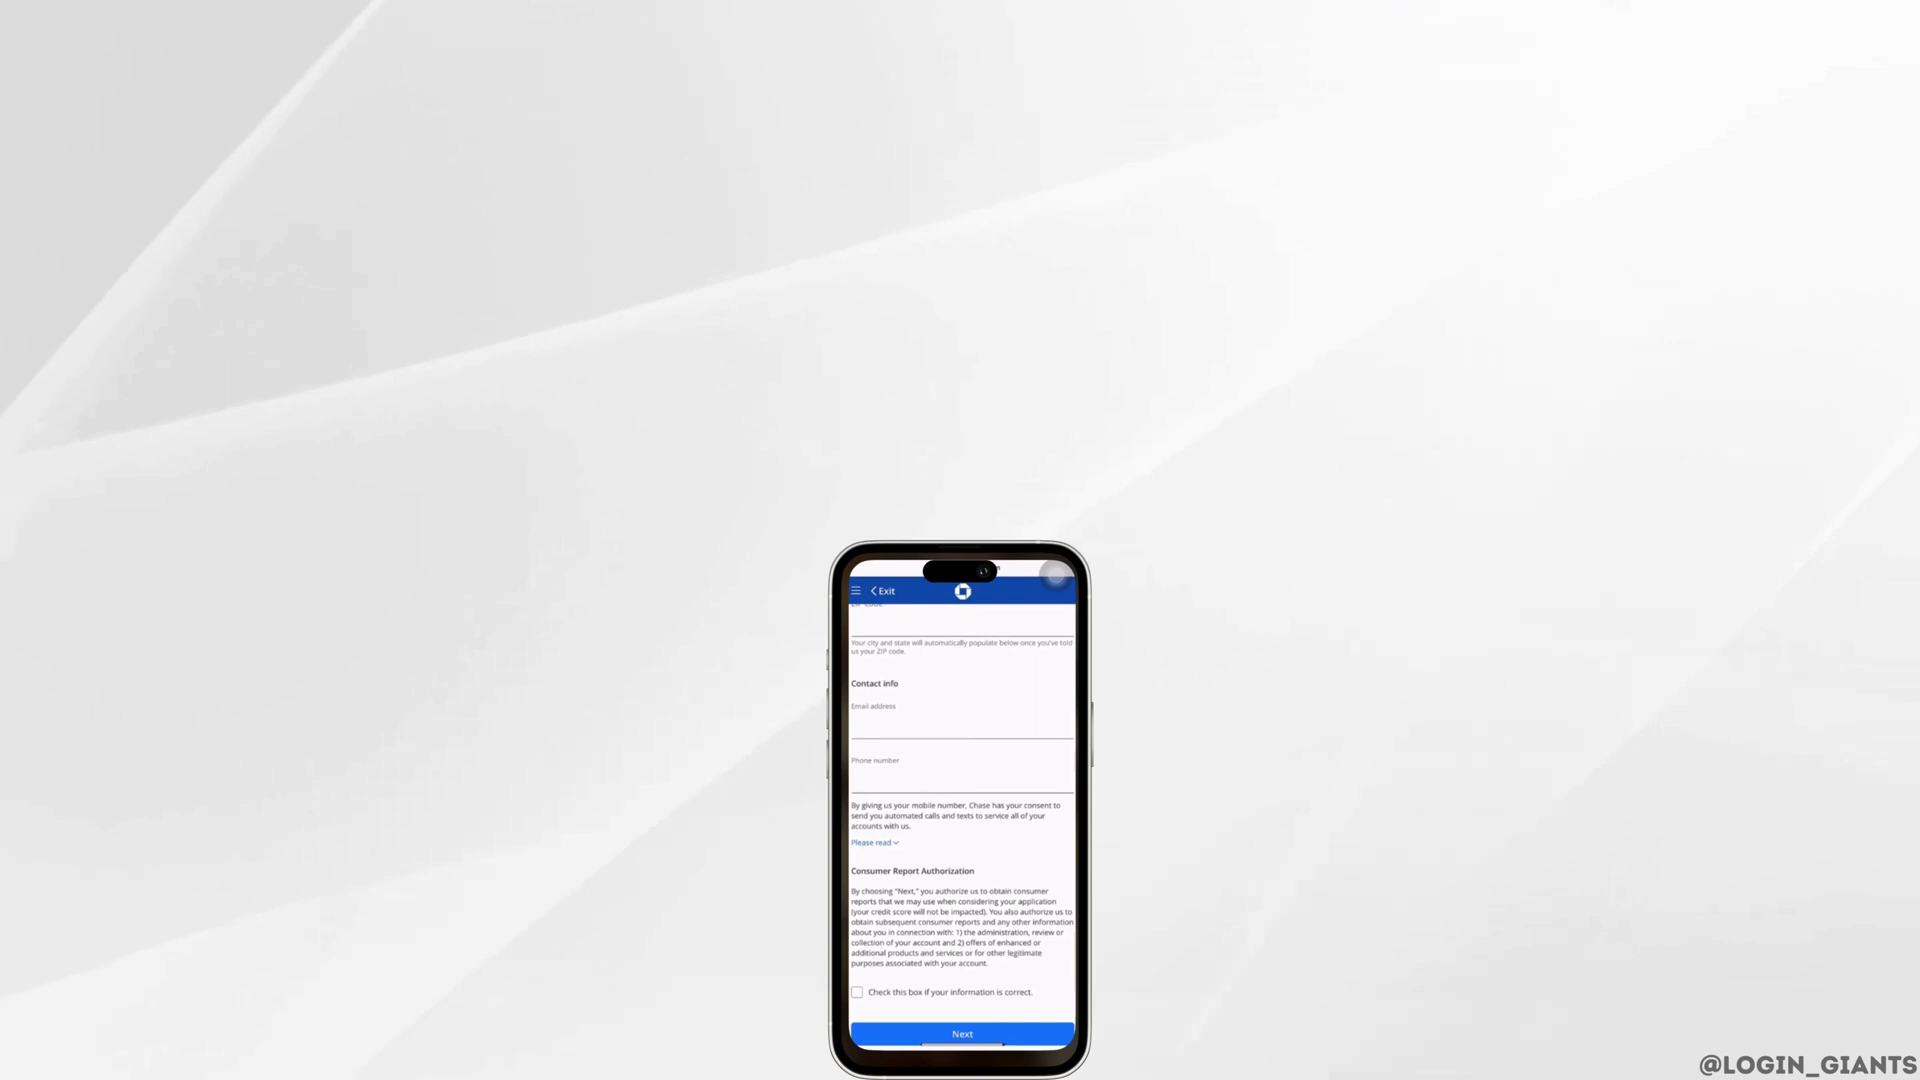 Exit
ZIP code
Your city and state will automatically populate below once you've told
us your ZIP code.
Contact info
Email address
Phone number
By giving us your mobile number, Chase has your consent to
send you automated calls and texts to service all of your
accounts with us.
Please read
Consumer Report Authorization
By choosing "Next," you authorize us to obtain consumer
reports that we may use when considering your application
(your credit score will not be impacted). You also authorize us to
obtain subsequent consumer reports and any other information
about you in connection with: 1) the administration, review or
collection of your account and 2) offers of enhanced or
additional products and services or for other legitimate
purposes associated with your account.
Check this box if your information is correct.
Next
@LOGIN_GIANTS